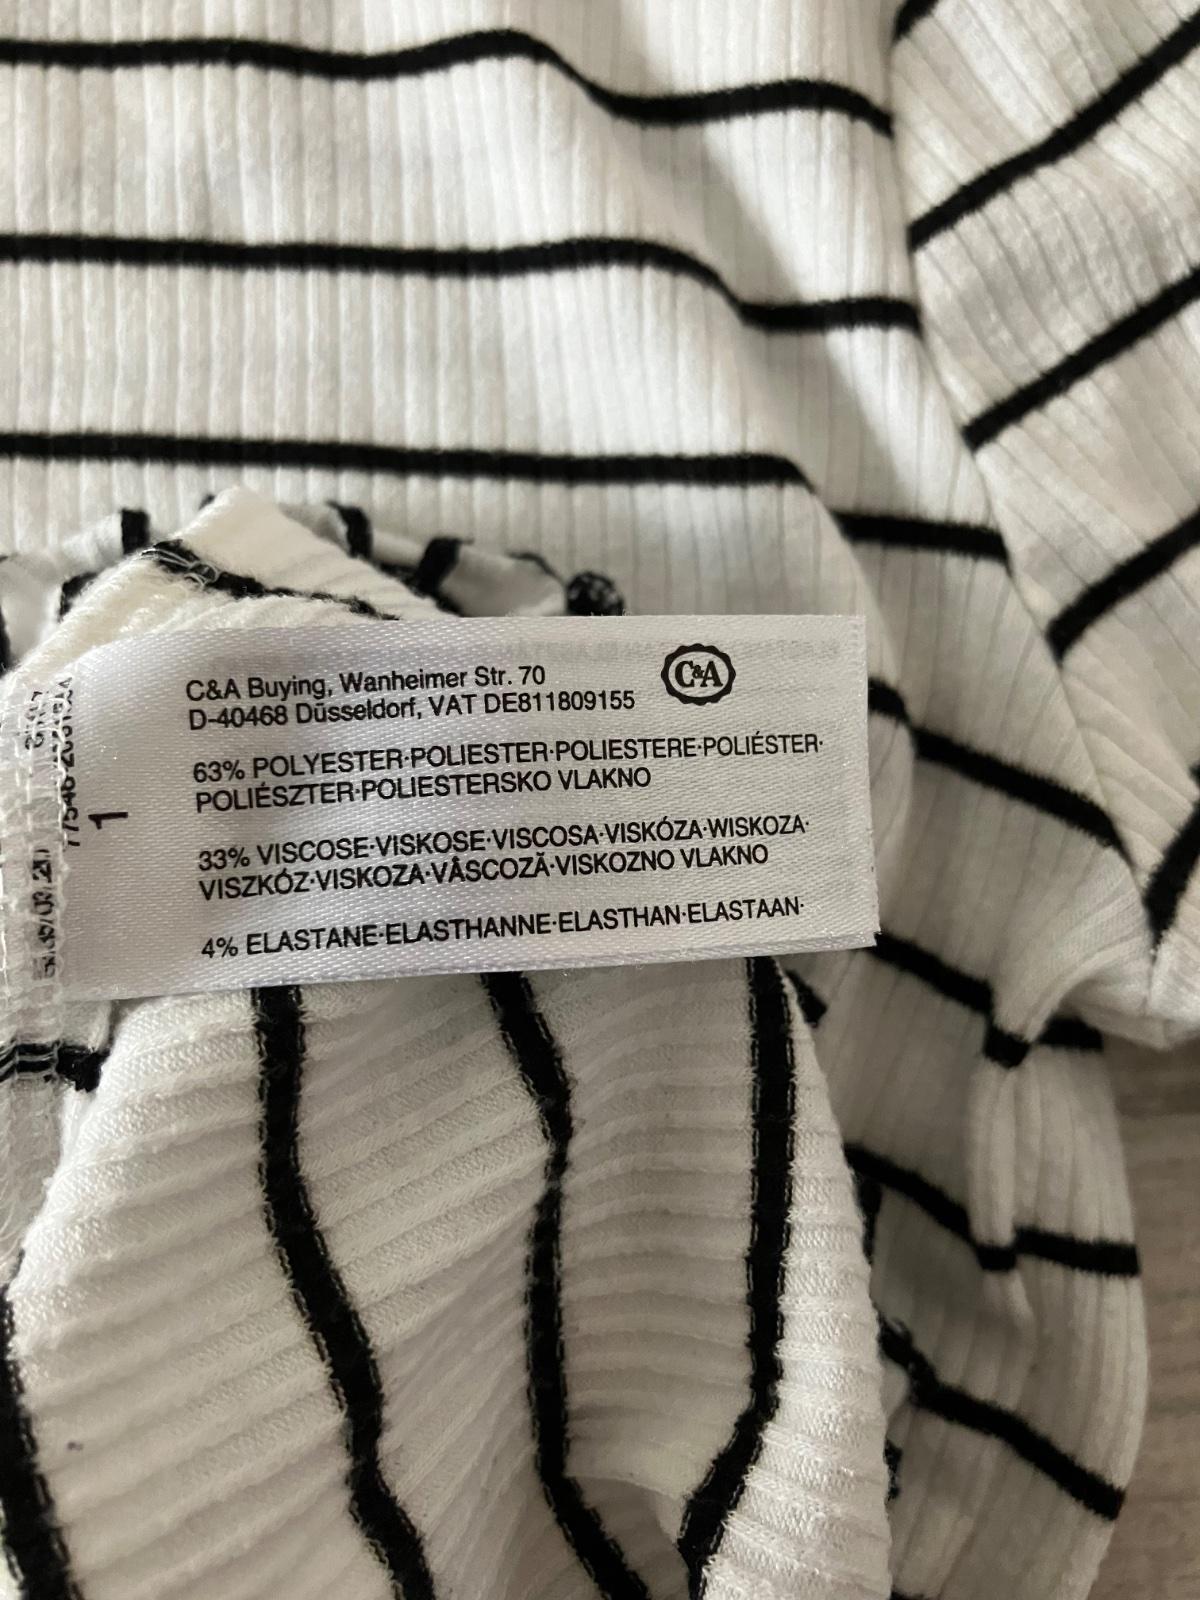 C&A Buying, Wanheimer Str. 70
D-40468 Düsseldorf, VAT DE811809155
C&A
63% POLYESTER·POLIESTER·POLIESTERE·POLIÉSTER·
POLIÉSZTER·POLIESTERSKO VLAKNO
33% VISCOSE·VISKOSE·VISCOSA·VISKÓZA·WISKOZA·
VISZKÓZ·VISKOZA·VÂSCOZĂ·VISKOZNO VLAKNO
4% ELASTANE·ELASTHANNE·ELASTHAN·ELASTAAN·
1